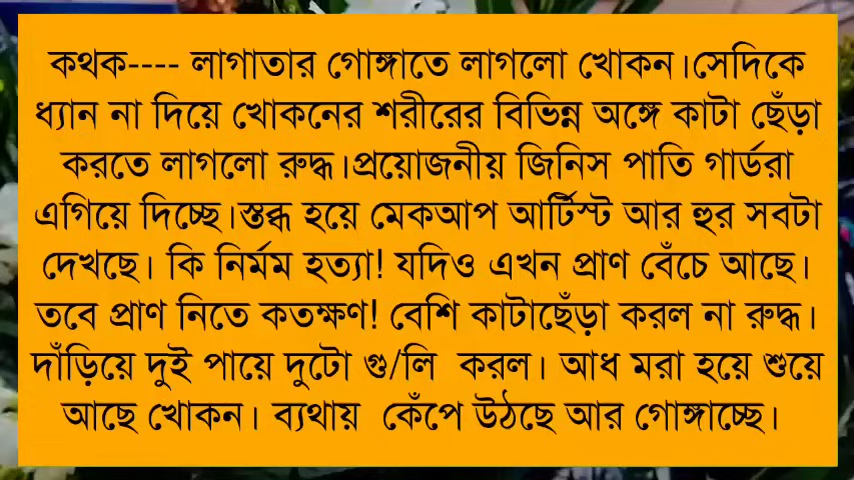 কথক---- লাগাতার গোঙ্গাতে লাগলো খোকন।সেদিকে
ধ্যান না দিয়ে খোকনের শরীরের বিভিন্ন অঙ্গে কাটা ছেঁড়া
করতে লাগলো রুদ্ধ।প্রয়োজনীয় জিনিস পাতি গার্ডরা
এগিয়ে দিচ্ছে।স্তব্ধ হয়ে মেকআপ আর্টিস্ট আর হুর সবটা
দেখছে। কি নির্মম হত্যা! যদিও এখন প্রাণ বেঁচে আছে।
তবে প্রাণ নিতে কতক্ষণ! বেশি কাটাছেঁড়া করল না রুদ্ধ।
দাঁড়িয়ে দুই পায়ে দুটো গু/লি করল। আধ মরা হয়ে শুয়ে
আছে খোকন। ব্যথায় কেঁপে উঠছে আর গোঙ্গাচ্ছে।